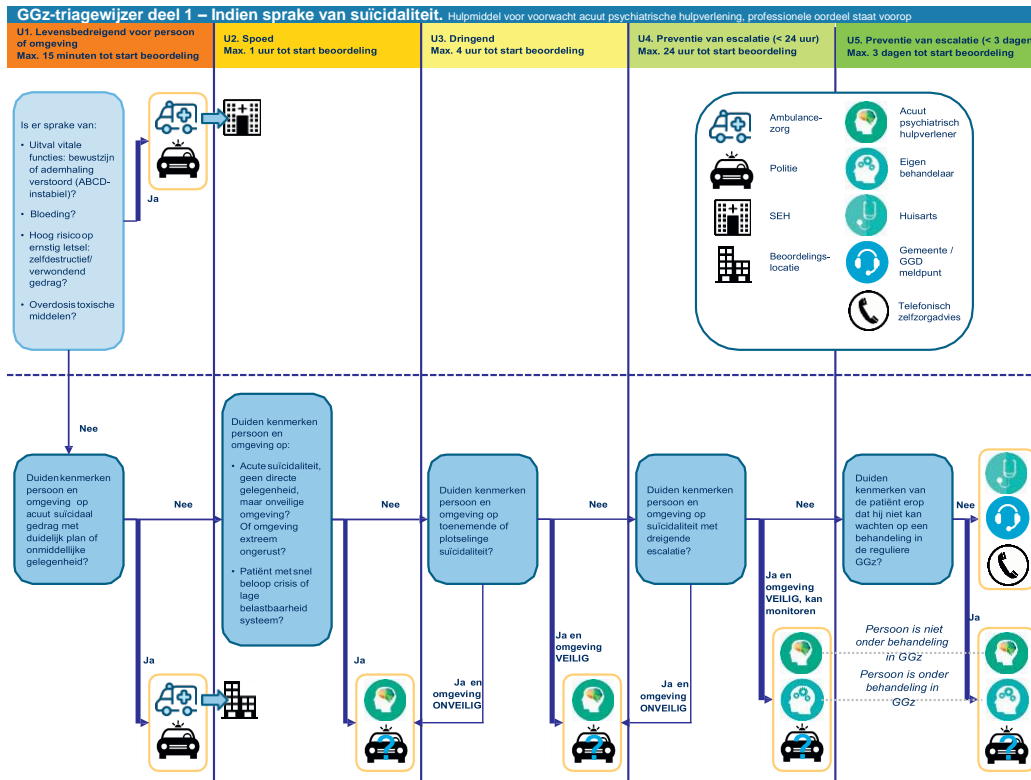 GGz-triagewijzer deel 1 – Indien sprake van suïcidaliteit. Hulpmiddel voor voorwacht acuut psychiatrische hulpverlening, professionele oordeel staat voorop
U1. Levensbedreigend voor persoon
of omgeving
Max. 15 minuten tot start beoordeling
U2. Spoed
Max. 1 uur tot start beoordeling
U3. Dringend
Max. 4 uur tot start beoordeling
U4. Preventie van escalatie (< 24 uur)
Max. 24 uur tot start beoordeling
U5. Preventie van escalatie (< 3 dagen
Max. 3 dagen tot start beoordeling
Is er sprake van:
• Uitval vitale
functies: bewustzijn
of ademhaling
verstoord (ABCD-
instabiel)?
• Bloeding?
• Hoog risico op
ernstig letsel:
zelfdestructief/
verwondend
gedrag?
• Overdosis toxische
middelen?
Ja
Ambulance-
zorg
Politie
SEH
Beoordelings-
locatie
Acuut
psychiatrisch
hulpverlener
Eigen
behandelaar
Huisarts
Gemeente /
GGD
meldpunt
Telefonisch
zelfzorgadvies
Nee
Duiden kenmerken
persoon en
omgeving op
acuut suïcidaal
gedrag met
duidelijk plan of
onmiddellijke
gelegenheid?
Nee
Ja
Duiden kenmerken
persoon en
omgeving op:
• Acute suïcidaliteit,
geen directe
gelegenheid,
maar onveilige
omgeving?
Of omgeving
extreem
ongerust?
• Patiënt met snel
beloop crisis of
lage
belastbaarheid
systeem?
Nee
Ja
Duiden kenmerken
persoon en
omgeving op
toenemende of
plotselinge
suïcidaliteit?
Nee
Ja en
omgeving
VEILIG
Ja en
omgeving
ONVEILIG
Duiden kenmerken
persoon en
omgeving op
suïcidaliteit met
dreigende
escalatie?
Nee
Ja en
omgeving
VEILIG, kan
monitoren
Ja en
omgeving
ONVEILIG
Duiden
kenmerken van
de patiënt erop
dat hij niet kan
wachten op een
behandeling in
de reguliere
GGz?
Nee
Ja
Persoon is niet
onder behandeling
in GGz
Persoon is onder
behandeling in
GGz
?
?
?
?